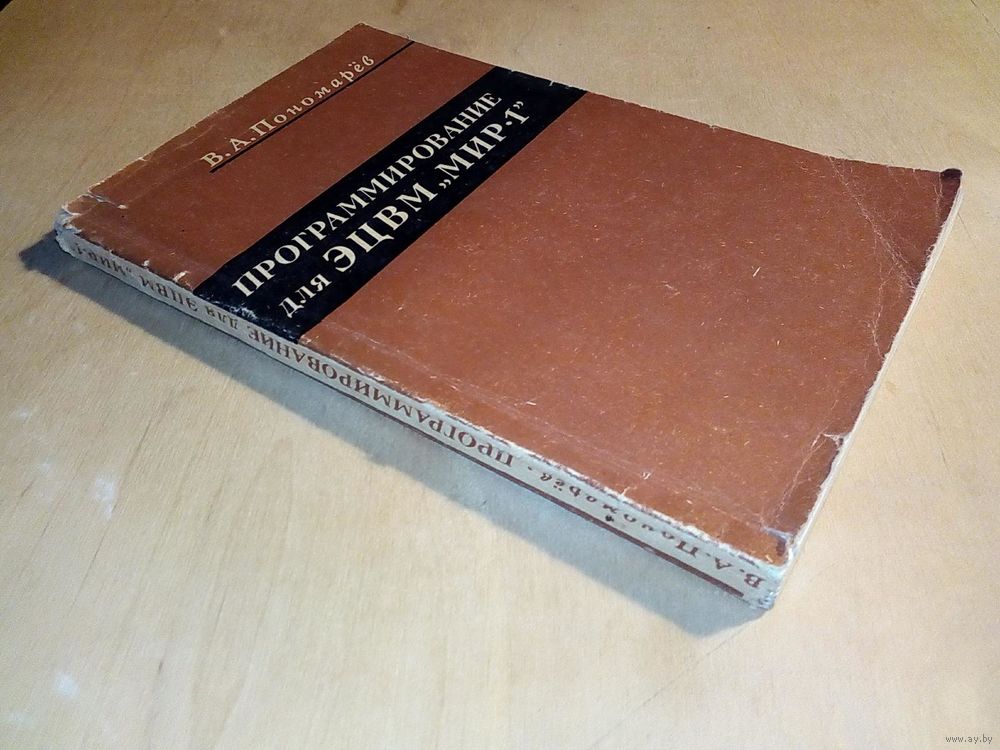 В. А. Пономарёв
ПРОГРАММИРОВАНИЕ
для ЭЦВМ „МИР-1”
В. А. Пономарёв · ПРОГРАММИРОВАНИЕ для ЭЦВМ „МИР-1”
www.ay.by